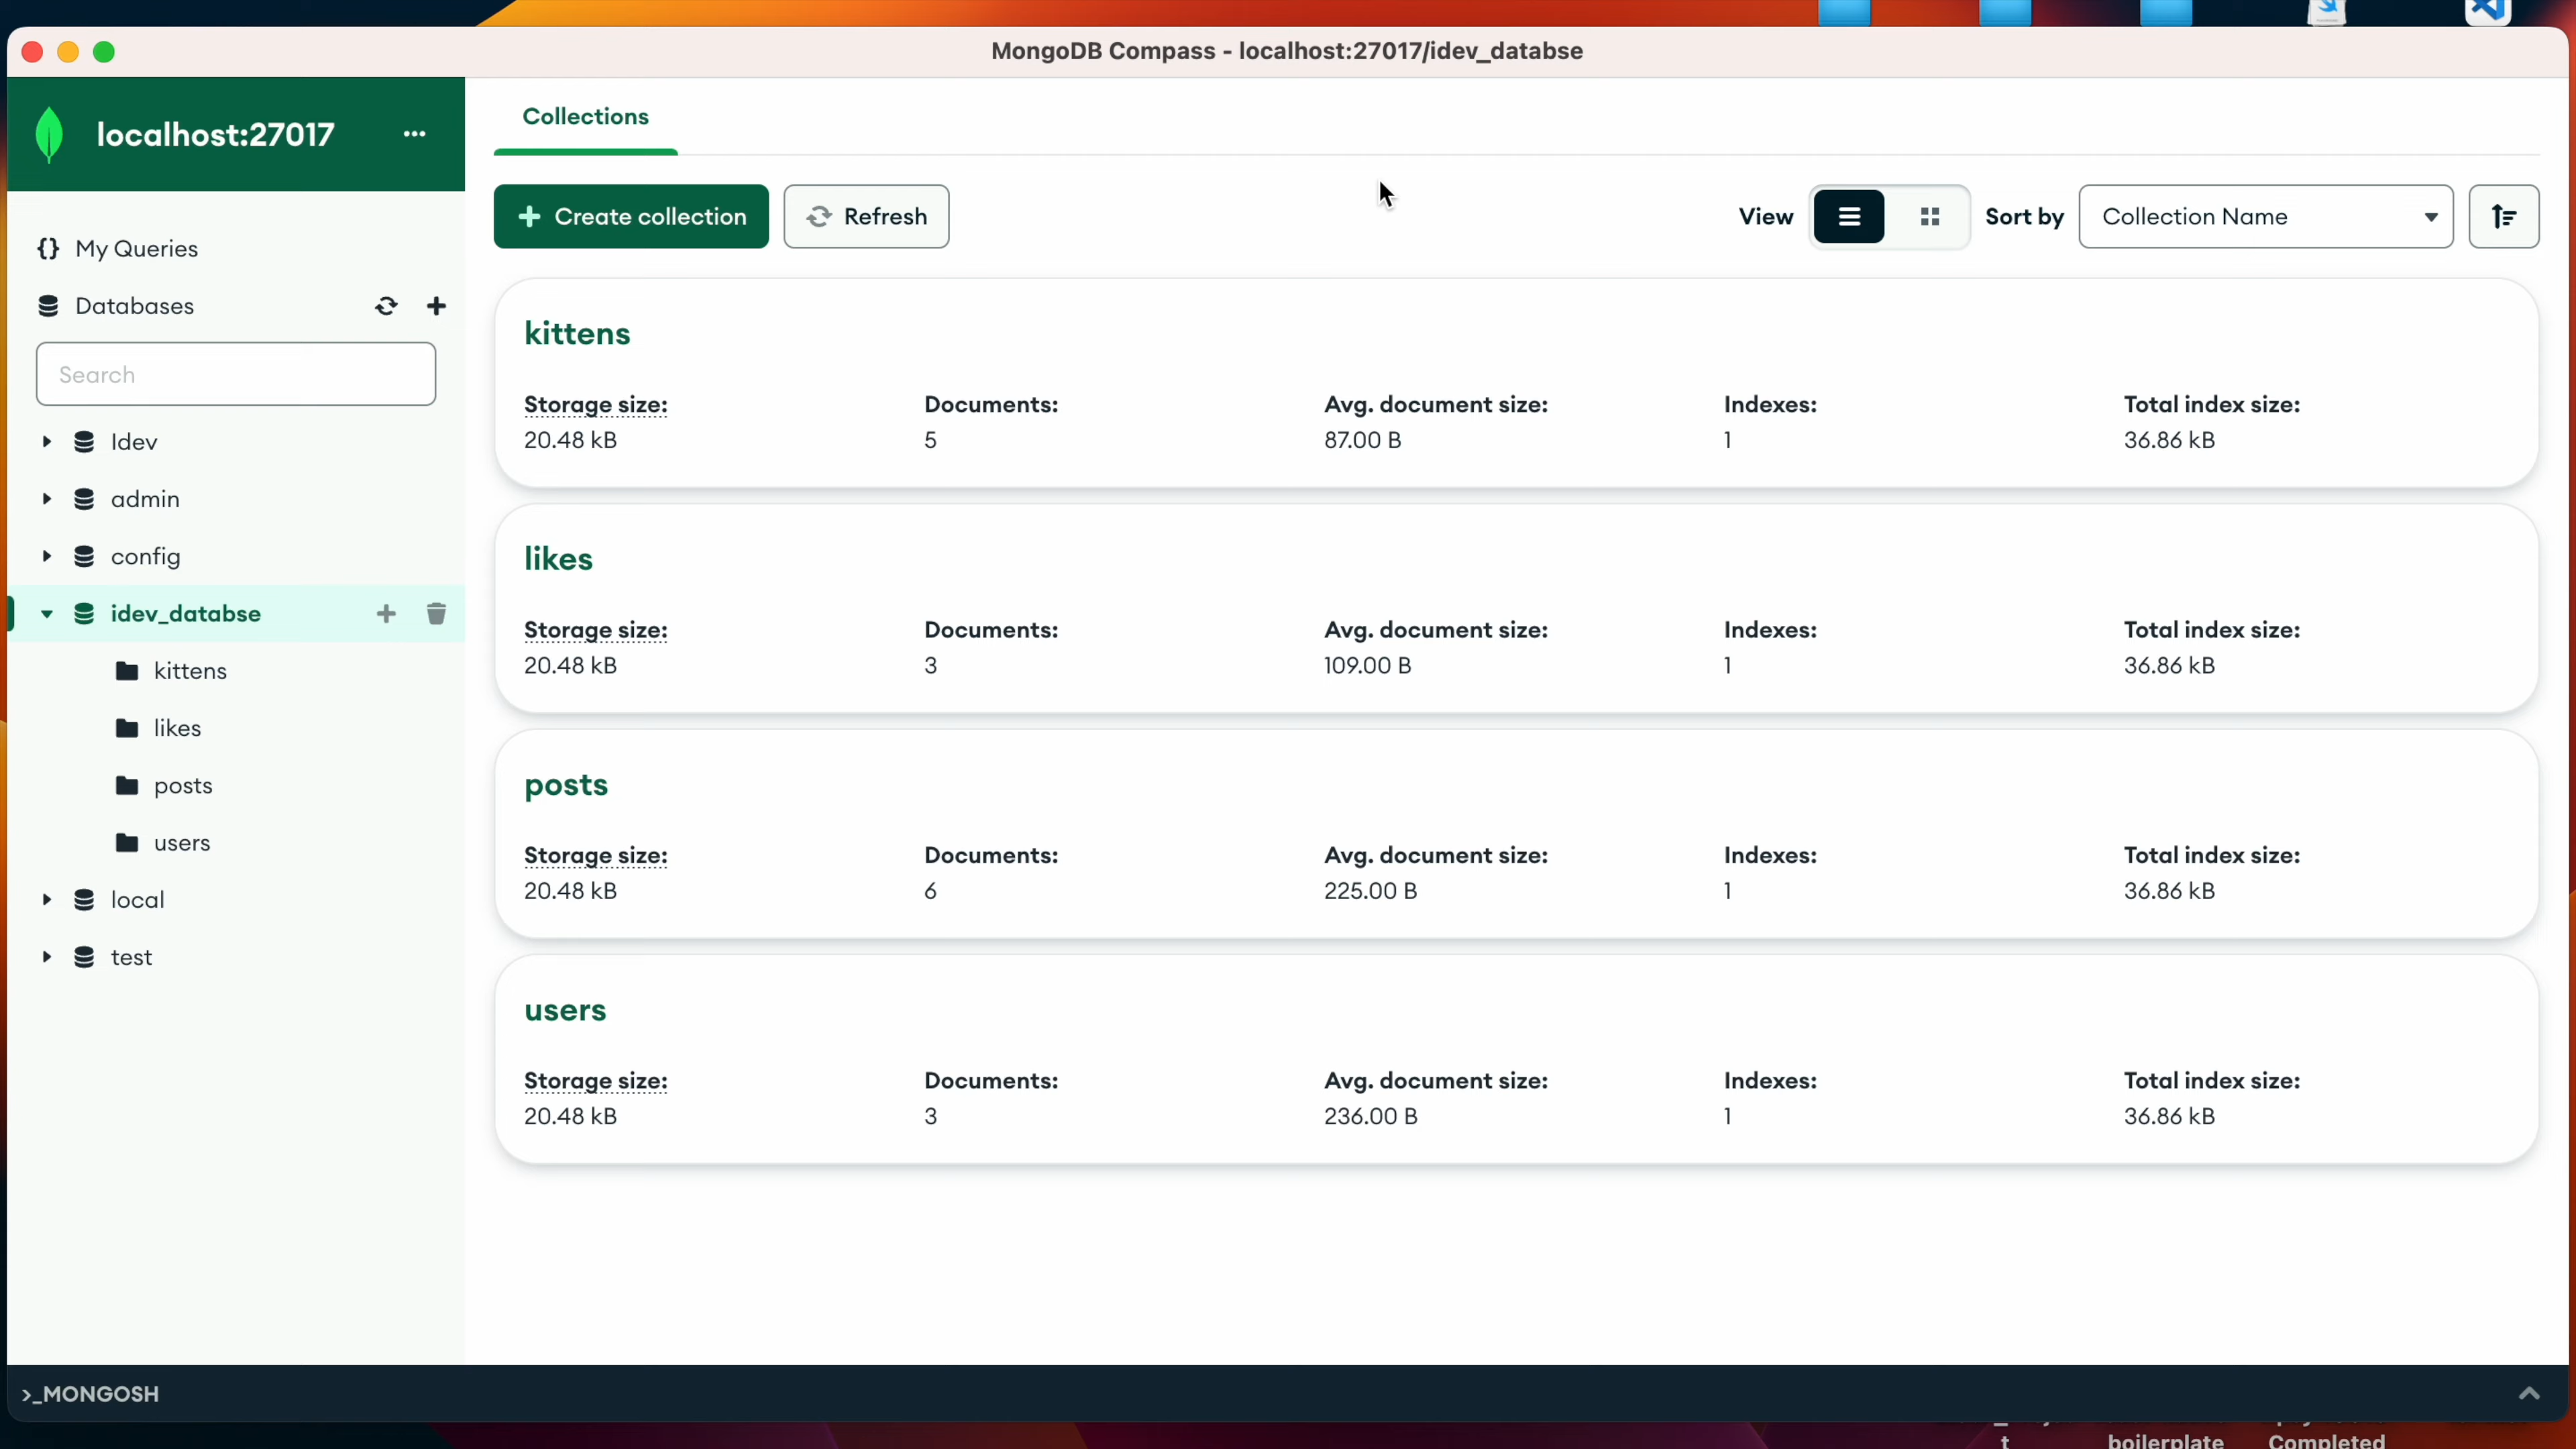 MongoDB Compass - localhost:27017/idev_databse
localhost:27017
Collections
Create collection
Refresh
View
Sort by
Collection Name
{} My Queries
Databases
Search
Idev
admin
config
idev_databse
kittens
likes
posts
users
local
test
kittens
Storage size: Documents: Avg. document size: Indexes: Total index size:
20.48 kB 5 87.00 B 1 36.86 kB
likes
Storage size: Documents: Avg. document size: Indexes: Total index size:
20.48 kB 3 109.00 B 1 36.86 kB
posts
Storage size: Documents: Avg. document size: Indexes: Total index size:
20.48 kB 6 225.00 B 1 36.86 kB
users
Storage size: Documents: Avg. document size: Indexes: Total index size:
20.48 kB 3 236.00 B 1 36.86 kB
>_MONGOSH
t boilerplate Completed